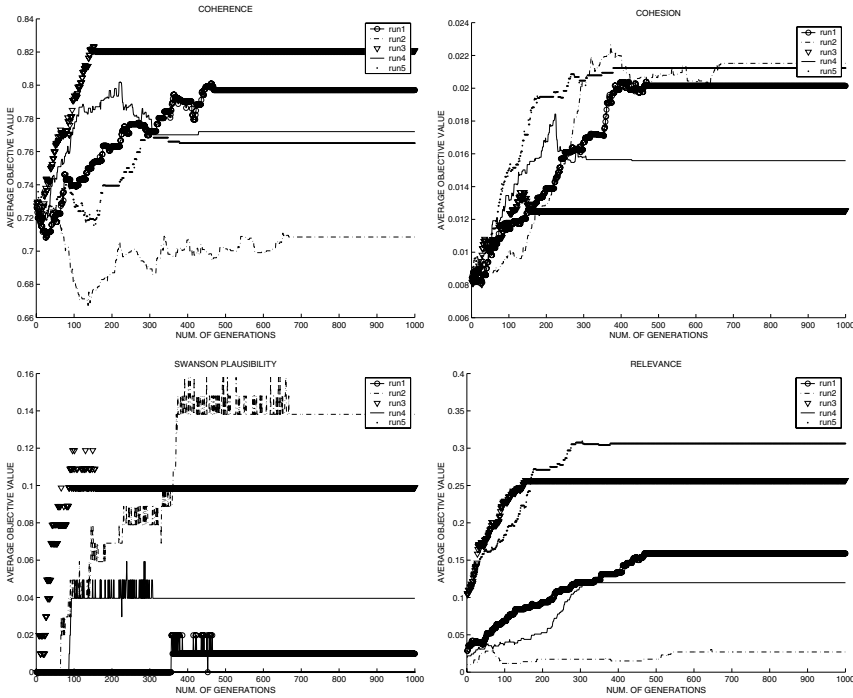 COHERENCE
AVERAGE OBJECTIVE VALUE
0.84
0.82
0.8
0.78
0.76
0.74
0.72
0.7
0.68
0.66
0 100 200 300 400 500 600 700 800 900 1000
NUM. OF GENERATIONS
run1
run2
run3
run4
run5
COHESION
AVERAGE OBJECTIVE VALUE
0.024
0.022
0.02
0.018
0.016
0.014
0.012
0.01
0.008
0.006
0 100 200 300 400 500 600 700 800 900 1000
NUM. OF GENERATIONS
run1
run2
run3
run4
run5
SWANSON PLAUSIBILITY
AVERAGE OBJECTIVE VALUE
0.16
0.14
0.12
0.1
0.08
0.06
0.04
0.02
0
0 100 200 300 400 500 600 700 800 900 1000
NUM. OF GENERATIONS
run1
run2
run3
run4
run5
RELEVANCE
AVERAGE OBJECTIVE VALUE
0.4
0.35
0.3
0.25
0.2
0.15
0.1
0.05
0
0 100 200 300 400 500 600 700 800 900 1000
NUM. OF GENERATIONS
run1
run2
run3
run4
run5